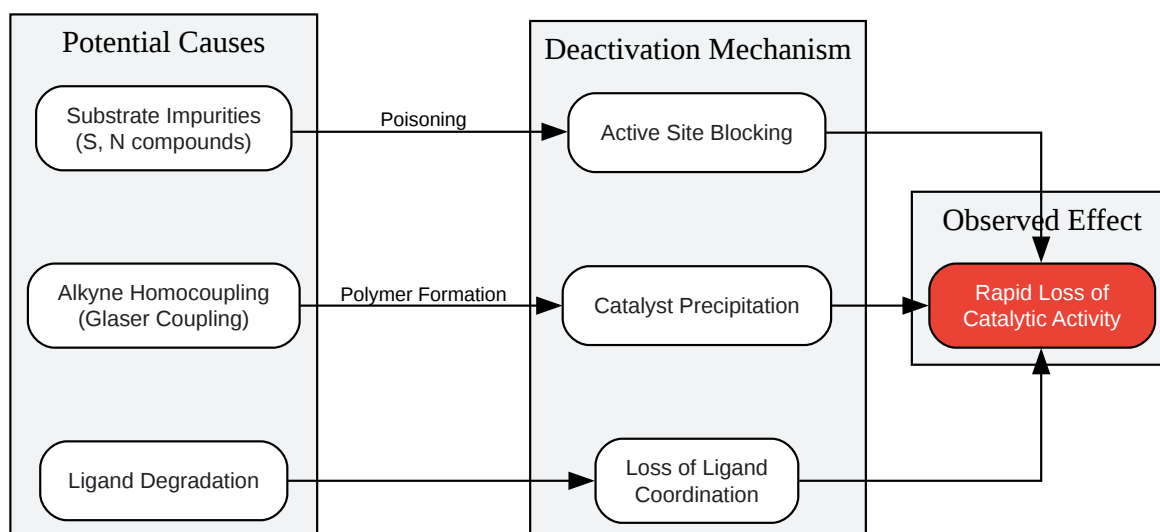 Potential Causes
Deactivation Mechanism
Substrate Impurities
(S, N compounds)
Poisoning
Active Site Blocking
Observed Effect
Alkyne Homocoupling
(Glaser Coupling)
Polymer Formation
Catalyst Precipitation
Rapid Loss of
Catalytic Activity
Ligand Degradation
Loss of Ligand
Coordination